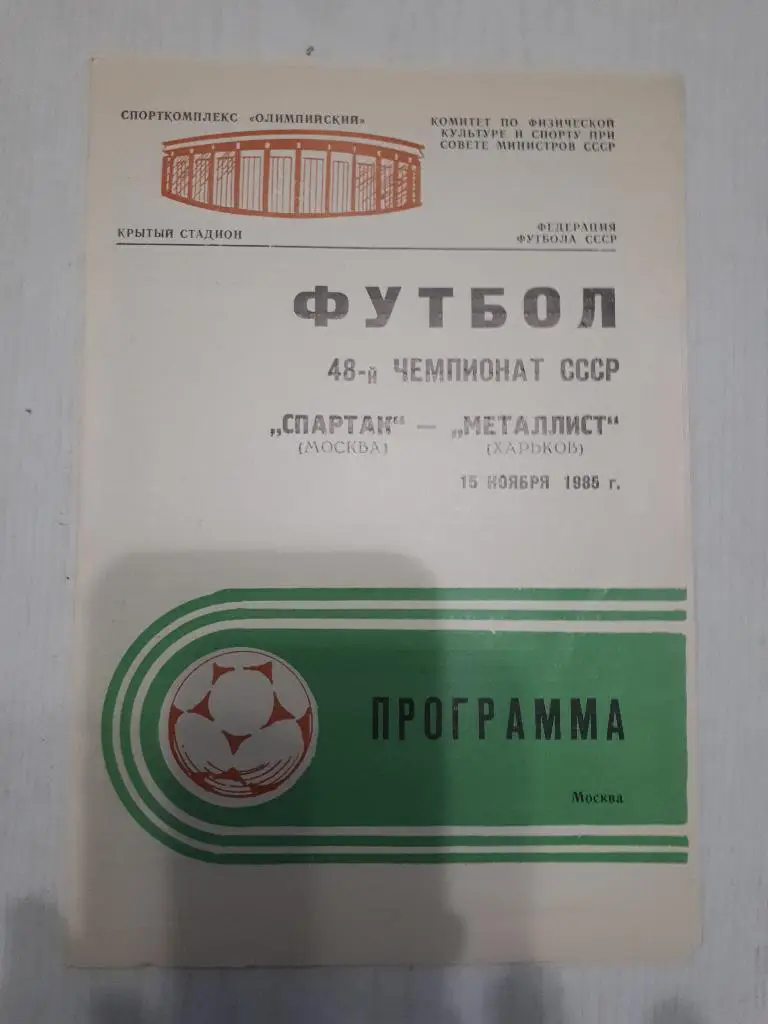 СПОРТКОМПЛЕКС «ОЛИМПИЙСКИЙ»
КРЫТЫЙ СТАДИОН
КОМИТЕТ ПО ФИЗИЧЕСКОЙ
КУЛЬТУРЕ И СПОРТУ ПРИ
СОВЕТЕ МИНИСТРОВ СССР
ФЕДЕРАЦИЯ
ФУТБОЛА СССР
ФУТБОЛ
48-й ЧЕМПИОНАТ СССР
„СПАРТАК“ — „МЕТАЛЛИСТ“
(МОСКВА) (ХАРЬКОВ)
15 НОЯБРЯ 1985 г.
ПРОГРАММА
Москва